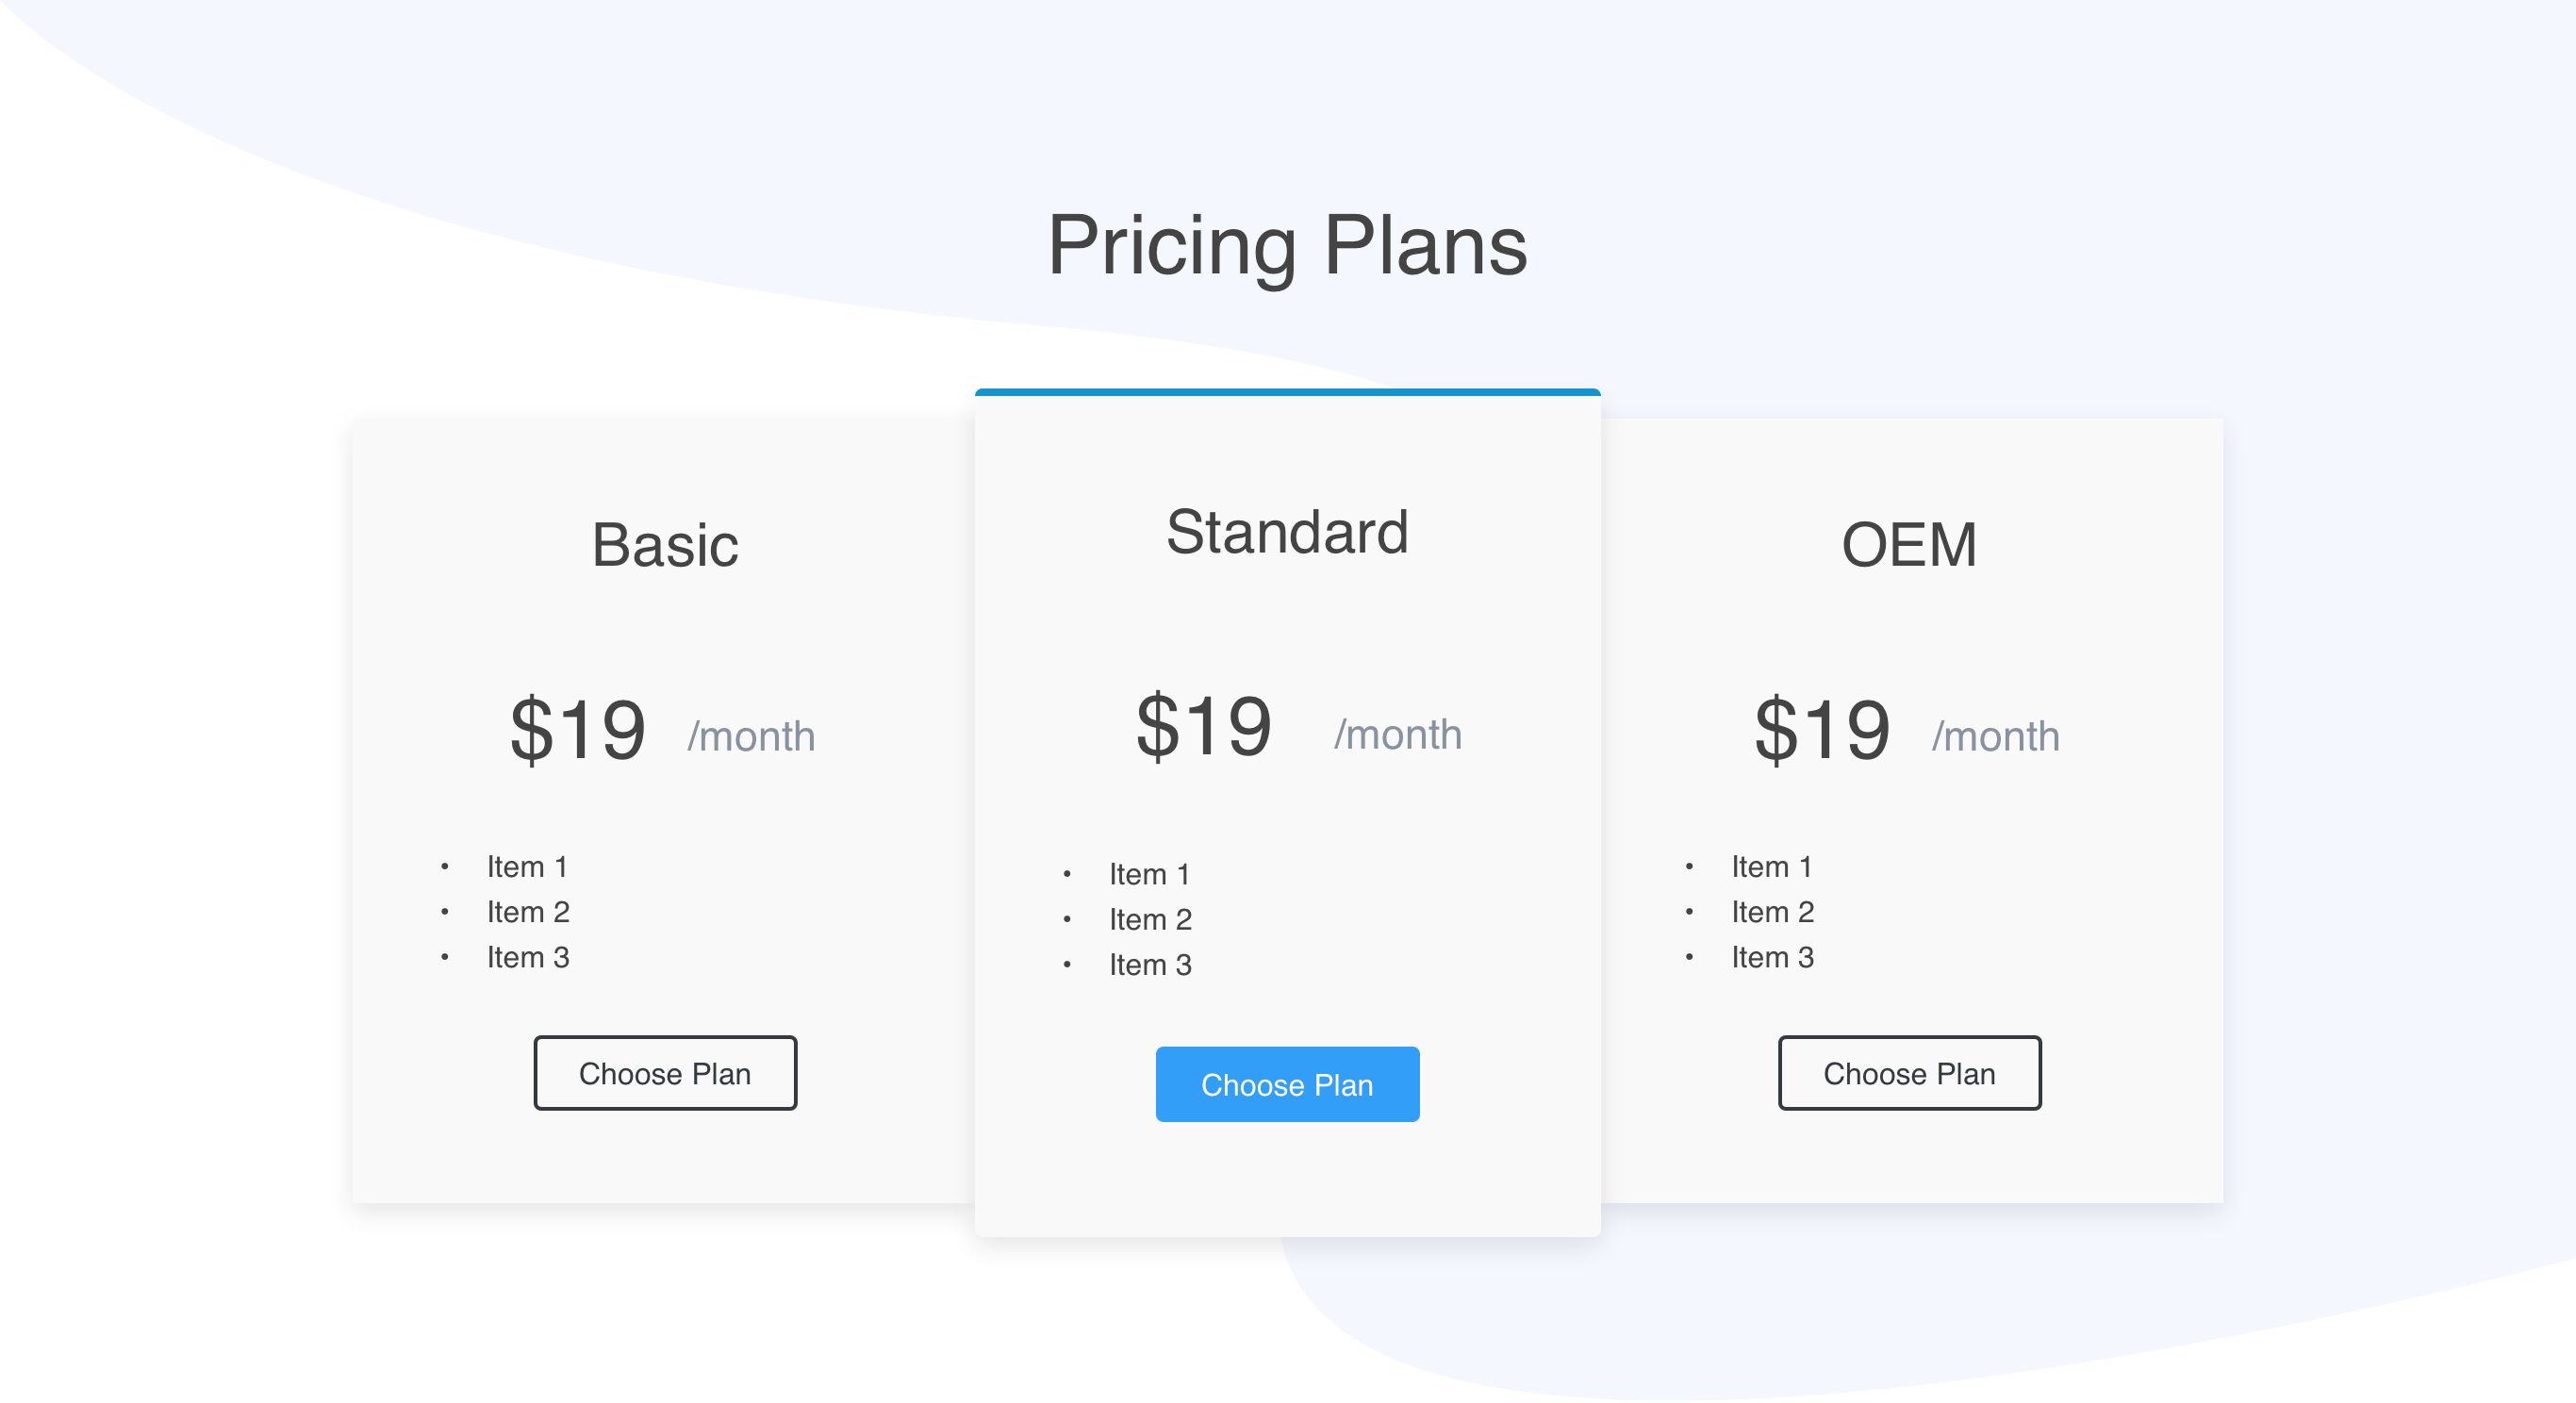 Pricing Plans
Basic
$19 /month
• Item 1
• Item 2
• Item 3
Choose Plan
Standard
$19 /month
• Item 1
• Item 2
• Item 3
Choose Plan
OEM
$19 /month
• Item 1
• Item 2
• Item 3
Choose Plan